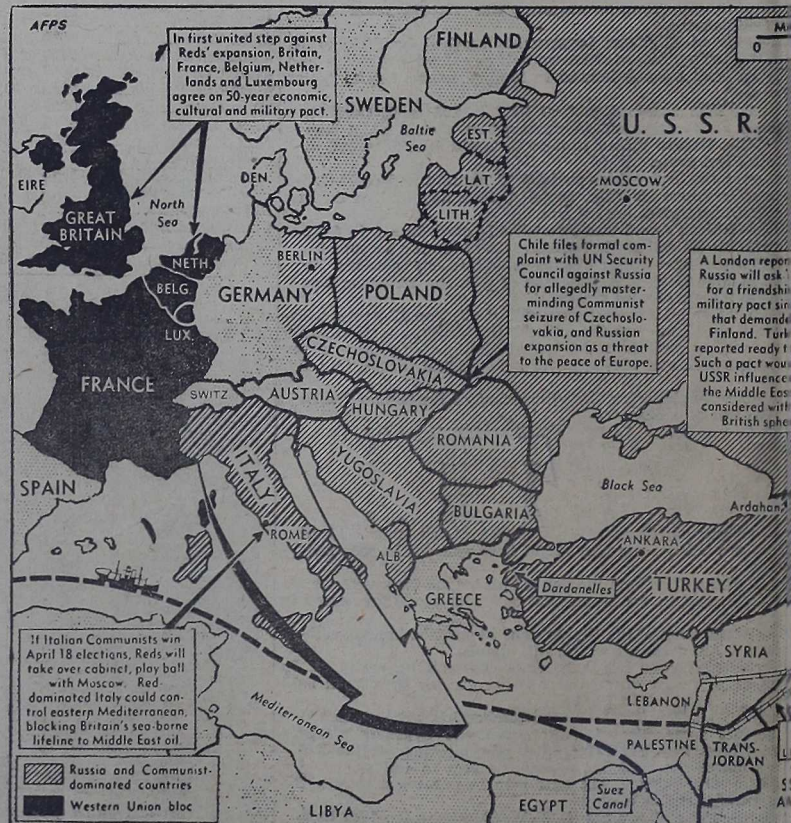 AFPS
In first united step against
Reds' expansion, Britain,
France, Belgium, Nether-
lands and Luxembourg
agree on 50-year economic,
cultural and military pact.
FINLAND
0
SWEDEN
Baltic
Sea
EST.
U. S. S. R.
LAT.
MOSCOW
EIRE
DEN.
North
Sea
LITH.
GREAT
BRITAIN
NETH.
BERLIN
BELG.
GERMANY
POLAND
LUX.
Chile files formal com-
plaint with UN Security
Council against Russia
for allegedly master-
minding Communist
seizure of Czechoslo-
vakia, and Russian
expansion as a threat
to the peace of Europe.
A London
Russia will ask
for a
military pact
that
Finland.
reported ready
Such a pact
USSR influence
the Middle
considered
British
CZECHOSLOVAKIA
FRANCE
SWITZ
AUSTRIA
HUNGARY
ROMANIA
ITALY
YUGOSLAVIA
SPAIN
Black Sea
BULGARIA
Ardahan
ROME
ANKARA
ALB.
GREECE
Dardanelles
TURKEY
If Italian Communists win
April 18 elections, Reds will
take over cabinet, play ball
with Moscow. Red-
dominated Italy could con-
trol eastern Mediterranean,
blocking Britain's sea-borne
lifeline to Middle East oil.
SYRIA
Mediterranean Sea
LEBANON
PALESTINE
TRANS-
JORDAN
Russia and Communist-
dominated countries
Western Union bloc
LIBYA
EGYPT
Suez
Canal